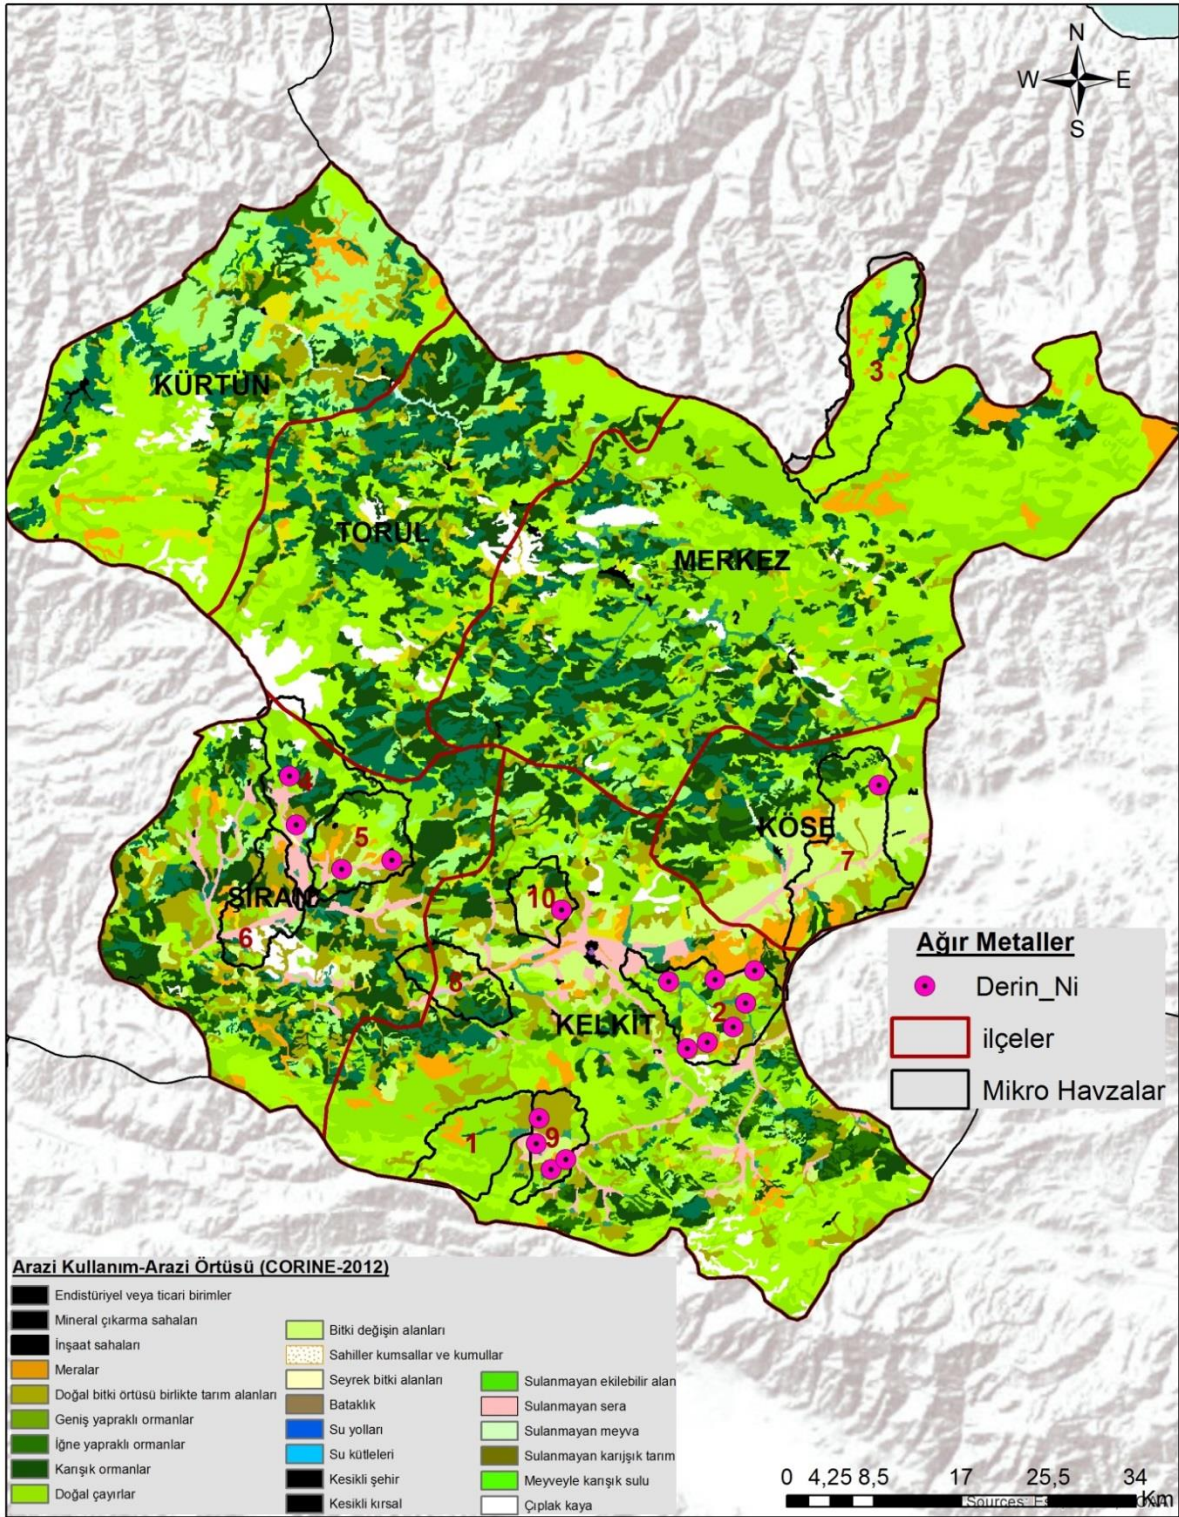 N
W E
S
KÜRTÜN
3
TORUL
MERKEZ
4
5
KÖSE
7
ŞİRAN
10
6
8
2
KELKİT
1
9
Ağır Metaller
Derin_Ni
ilçeler
Mikro Havzalar
Arazi Kullanım-Arazi Örtüsü (CORINE-2012)
Endistüriyel veya ticari birimler
Mineral çıkarma sahaları
İnşaat sahaları
Meralar
Doğal bitki örtüsü birlikte tarım alanları
Geniş yapraklı ormanlar
İğne yapraklı ormanlar
Karışık ormanlar
Doğal çayırlar
Bitki değişin alanları
Sahiller kumsallar ve kumullar
Seyrek bitki alanları
Bataklık
Su yolları
Su kütleleri
Kesikli şehir
Kesikli kırsal
Sulanmayan ekilebilir alan
Sulanmayan sera
Sulanmayan meyva
Sulanmayan karıjşık tarım
Meyveyle karışık sulu
Çıplak kaya
0 4,25 8,5 17 25,5 34
Km
Sources: